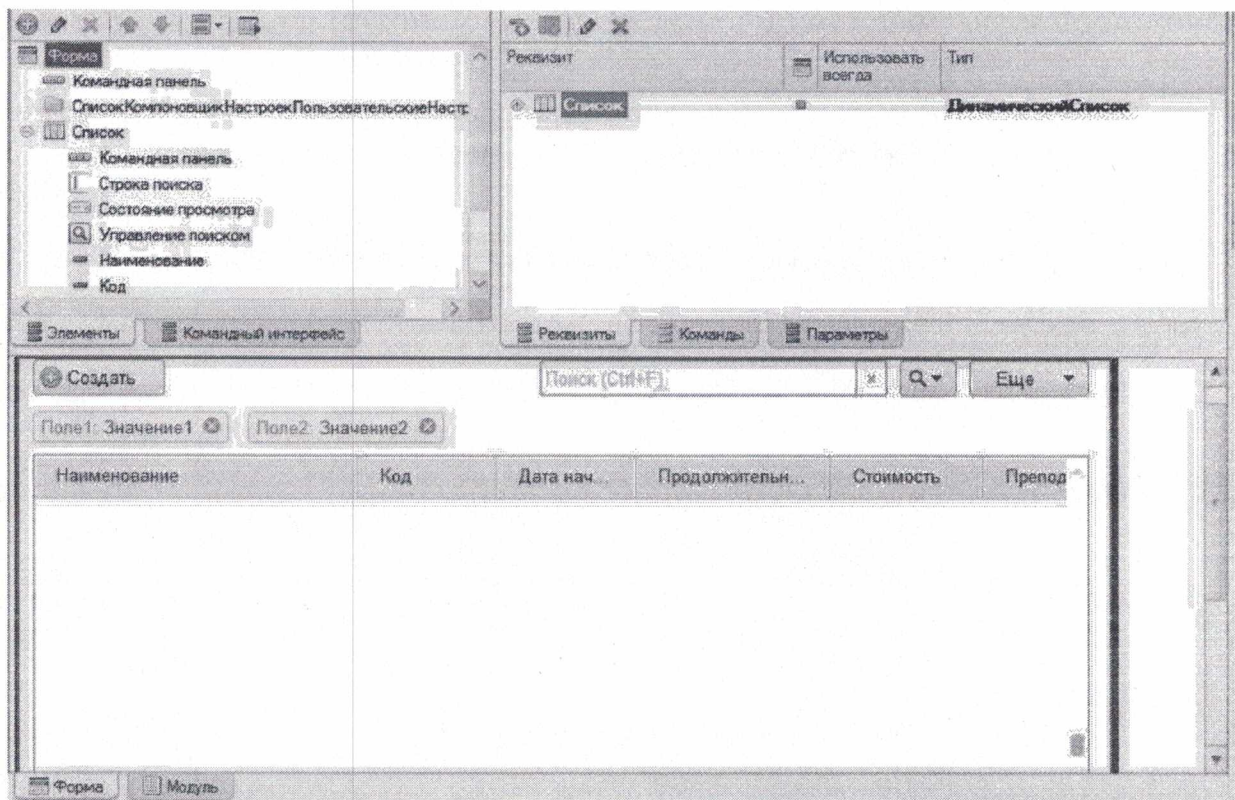 Форма
Командная панель
СписокКомпоновщикНастроекПользовательскиеНастр
Список
Командная панель
Строка поиска
Состояние просмотра
Управление поиском
Наименование
Код
Элементы
Командный интерфейс
Реквизит
Использовать всегда
Тип
Список
ДинамическийСписок
Реквизиты
Команды
Параметры
Создать
Поиск (Ctrl+F)
Еще
Поле1: Значение1
Поле2: Значение2
Наименование
Код
Дата нач...
Продолжительн...
Стоимость
Препод
Форма
Модуль